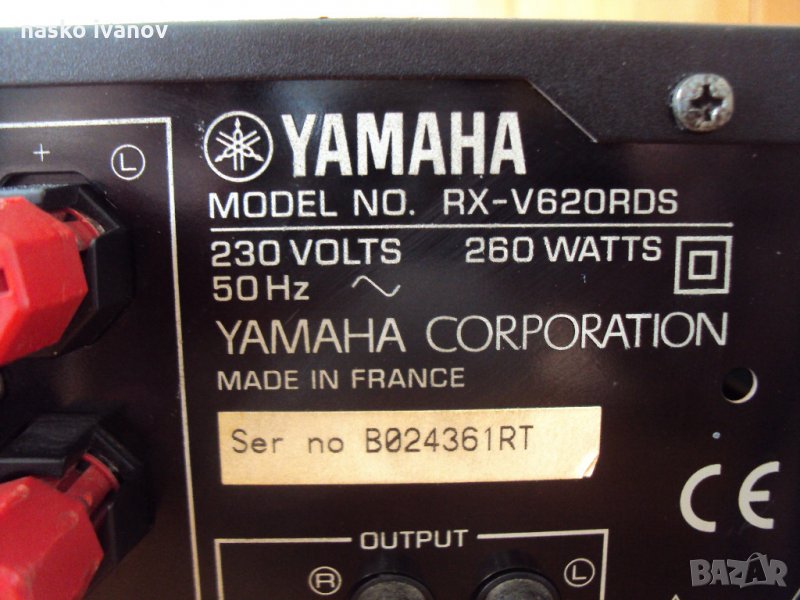 nasko ivanov
+ L
YAMAHA
MODEL NO. RX-V620RDS
230 VOLTS 260 WATTS
50 Hz ~
YAMAHA CORPORATION
MADE IN FRANCE
Ser no B024361RT
CE
OUTPUT
R L
BAZAR